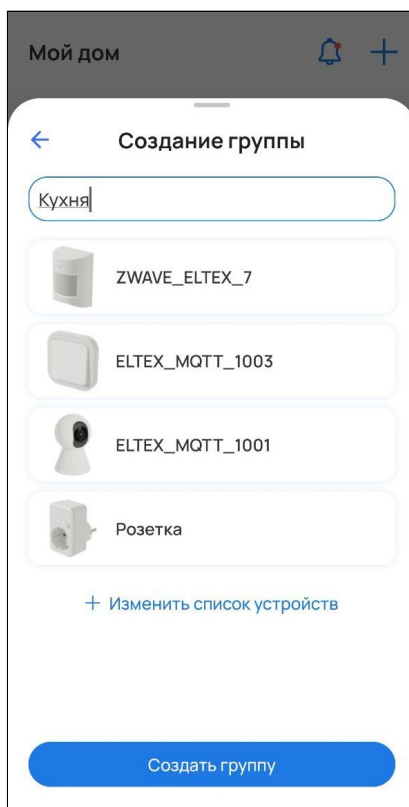 Мой дом
Создание группы
Кухня
ZWAVE_ELTEX_7
ELTEX_MQTT_1003
ELTEX_MQTT_1001
Розетка
+ Изменить список устройств
Создать группу